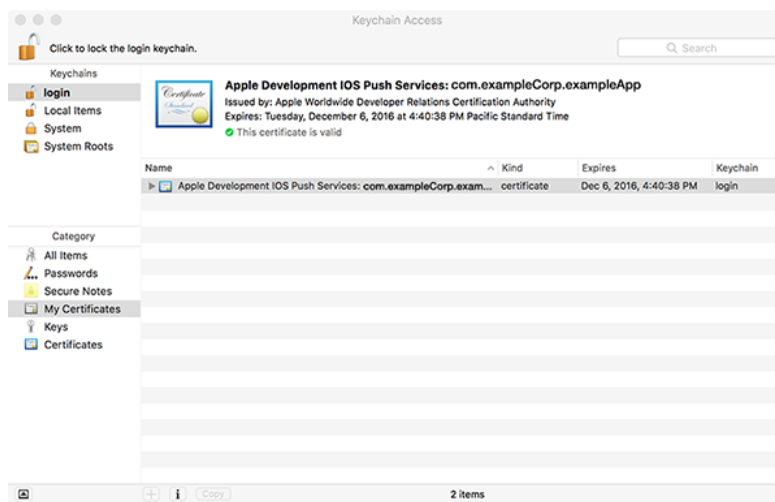 Keychain Access
Click to lock the login keychain.
Search
Keychains
login
Local Items
System
System Roots
Certificate
Standard
Apple Development IOS Push Services: com.exampleCorp.exampleApp
Issued by: Apple Worldwide Developer Relations Certification Authority
Expires: Tuesday, December 6, 2016 at 4:40:38 PM Pacific Standard Time
This certificate is valid
Name Kind Expires Keychain
Apple Development IOS Push Services: com.exampleCorp.exam... certificate Dec 6, 2016, 4:40:38 PM login
Category
All Items
Passwords
Secure Notes
My Certificates
Keys
Certificates
Copy
2 items